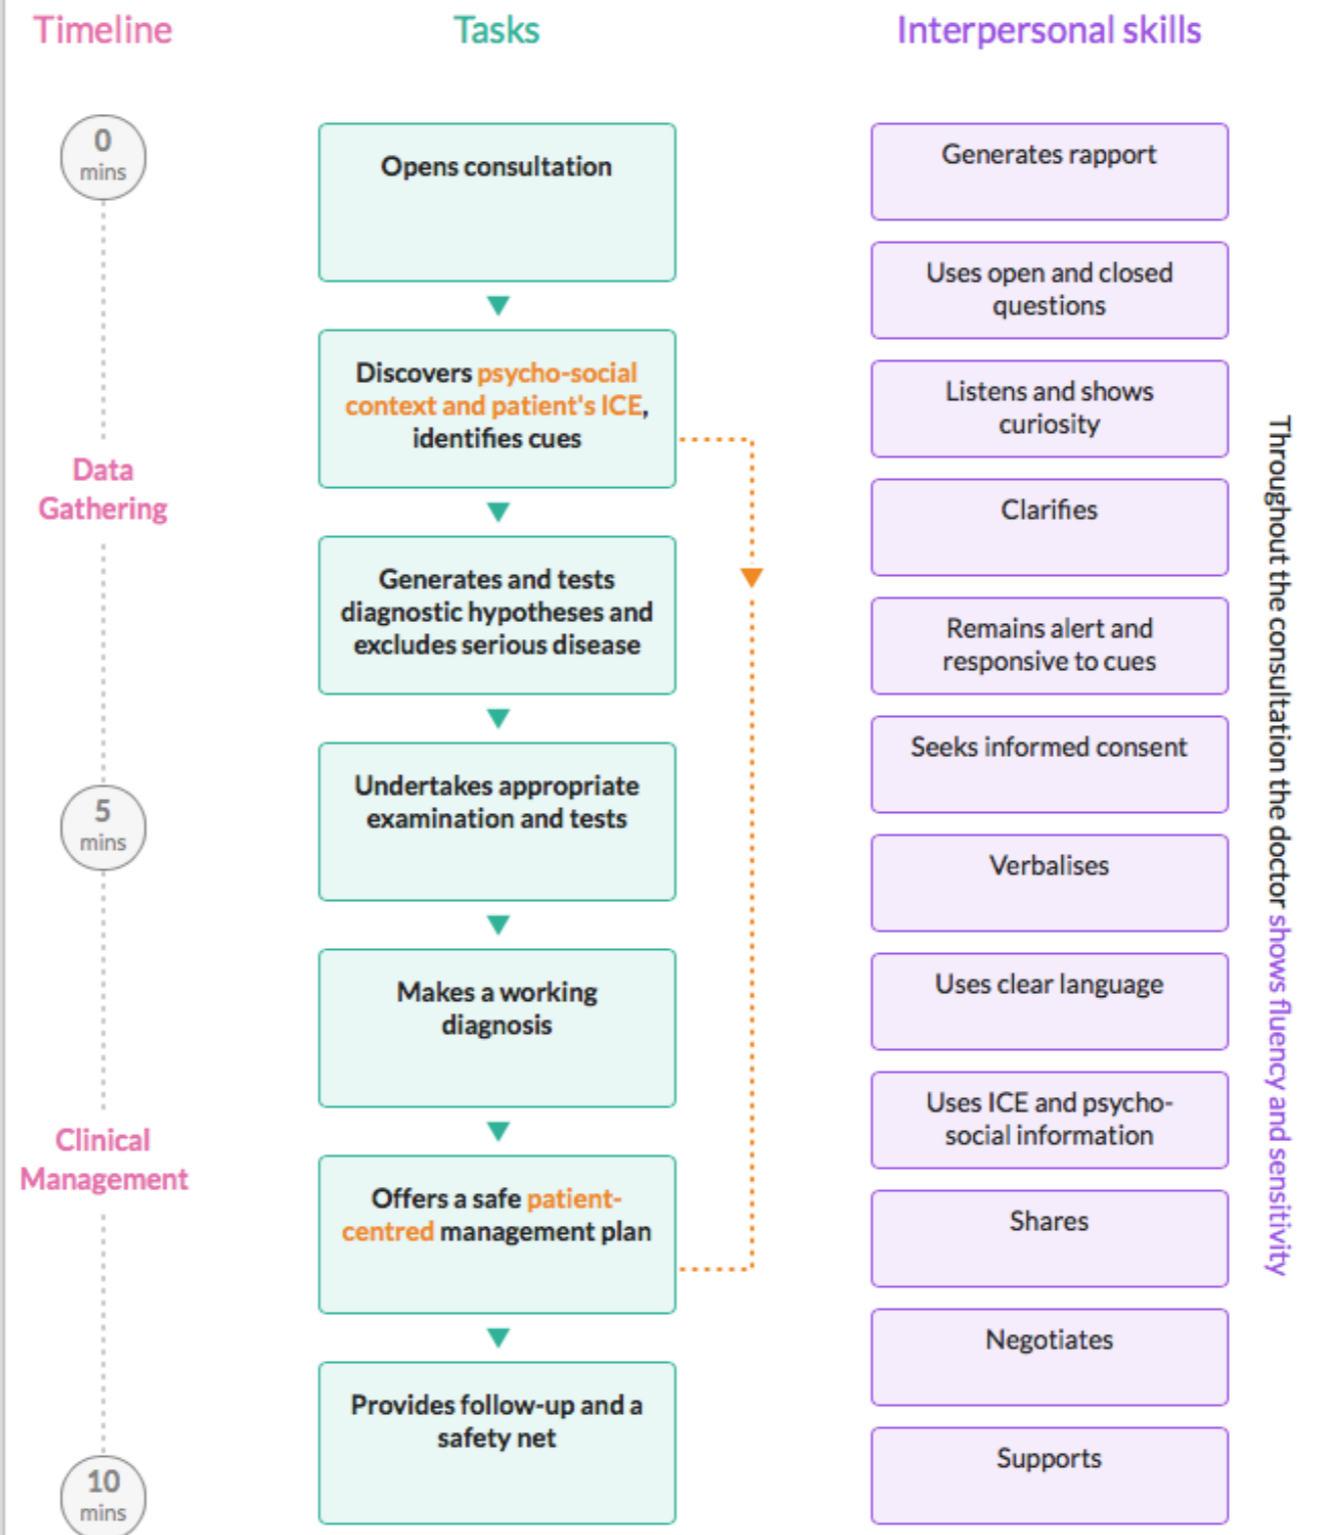 Timeline
Tasks
Interpersonal skills
0
mins
Data
Gathering
5
mins
Clinical
Management
10
mins
Opens consultation
Discovers psycho-social
context and patient's ICE,
identifies cues
Generates and tests
diagnostic hypotheses and
excludes serious disease
Undertakes appropriate
examination and tests
Makes a working
diagnosis
Offers a safe patient-
centred management plan
Provides follow-up and a
safety net
Generates rapport
Uses open and closed
questions
Listens and shows
curiosity
Clarifies
Remains alert and
responsive to cues
Seeks informed consent
Verbalises
Uses clear language
Uses ICE and psycho-
social information
Shares
Negotiates
Supports
Throughout the consultation the doctor shows fluency and sensitivity